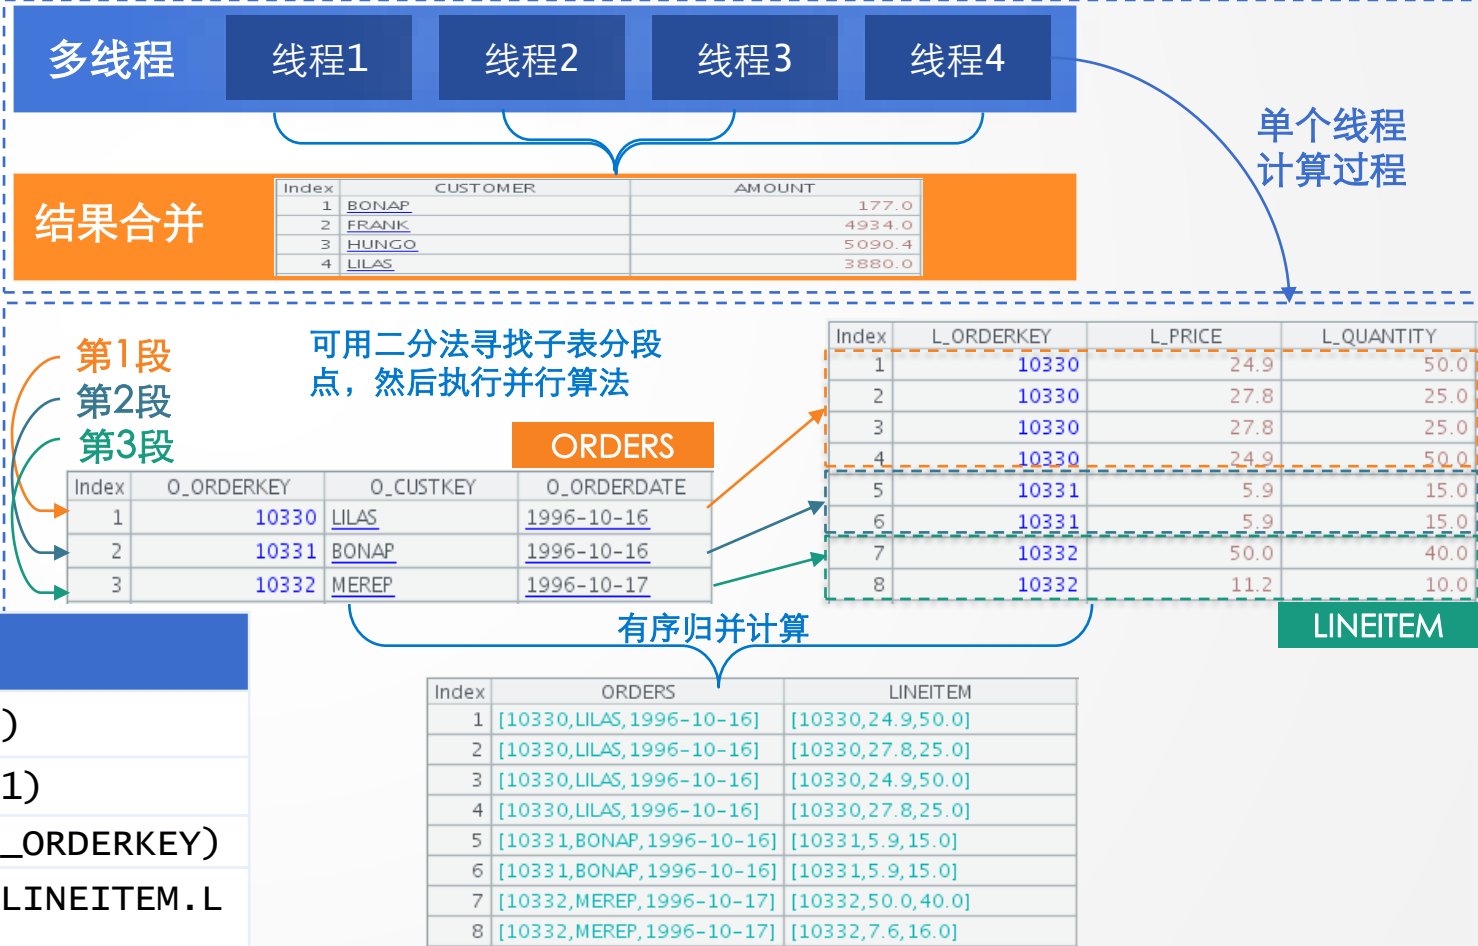 多线程 线程1 线程2 线程3 线程4
单个线程
计算过程
结果合并
Index CUSTOMER AMOUNT
1 BONAP 177.0
2 FRANK 4934.0
3 HUNGO 5090.4
4 LILAS 3880.0
第1段
第2段
第3段
可用二分法寻找子表分段
点，然后执行并行算法
ORDERS
Index O_ORDERKEY O_CUSTKEY O_ORDERDATE
1 10330 LILAS 1996-10-16
2 10331 BONAP 1996-10-16
3 10332 MEREP 1996-10-17
Index L_ORDERKEY L_PRICE L_QUANTITY
1 10330 24.9 50.0
2 10330 27.8 25.0
3 10330 27.8 25.0
4 10330 24.9 50.0
5 10331 5.9 15.0
6 10331 5.9 15.0
7 10332 50.0 40.0
8 10332 11.2 10.0
LINEITEM
有序归并计算
Index ORDERS LINEITEM
1 [10330,LILAS,1996-10-16] [10330,24.9,50.0]
2 [10330,LILAS,1996-10-16] [10330,27.8,25.0]
3 [10330,LILAS,1996-10-16] [10330,24.9,50.0]
4 [10330,LILAS,1996-10-16] [10330,27.8,25.0]
5 [10331,BONAP,1996-10-16] [10331,5.9,15.0]
6 [10331,BONAP,1996-10-16] [10331,5.9,15.0]
7 [10332,MEREP,1996-10-17] [10332,50.0,40.0]
8 [10332,MEREP,1996-10-17] [10332,7.6,16.0]
)
1)
_ORDERKEY)
LINEITEM.L